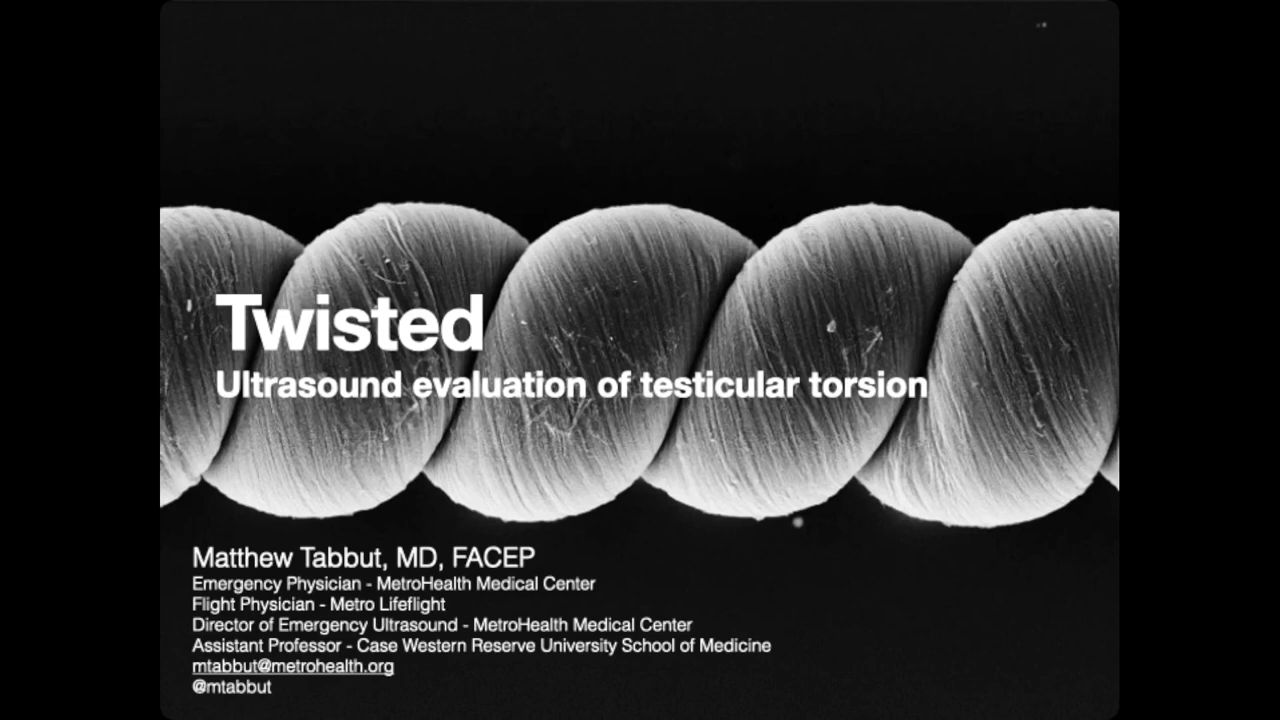 Twisted
Ultrasound evaluation of testicular torsion
Matthew Tabbut, MD, FACEP
Emergency Physician - MetroHealth Medical Center
Flight Physician - Metro Lifeflight
Director of Emergency Ultrasound - MetroHealth Medical Center
Assistant Professor - Case Western Reserve University School of Medicine
mtabbut@metrohealth.org
@mtabbut